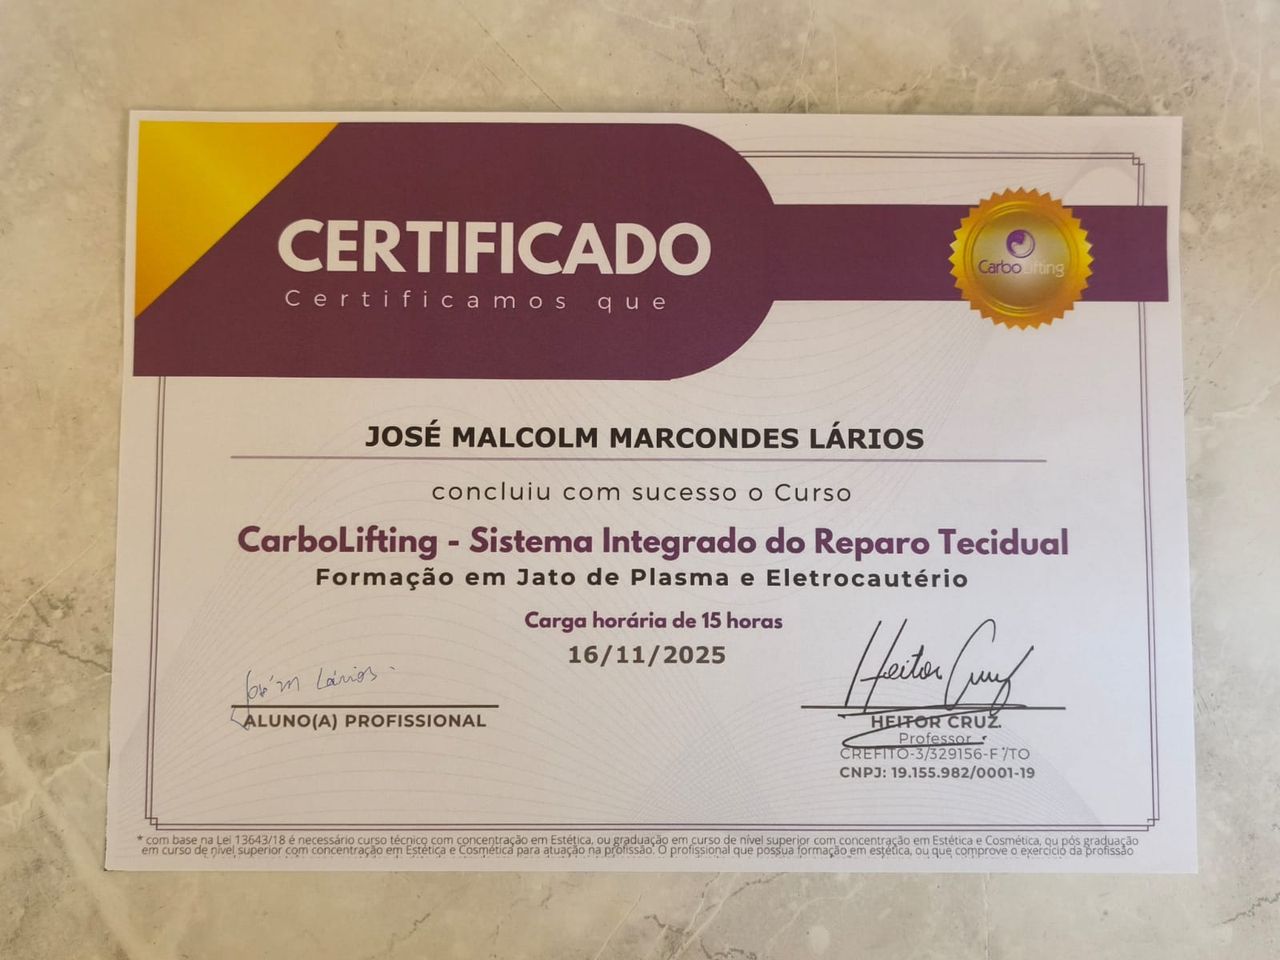 CERTIFICADO
Certificamos que
CarboLifting
JOSÉ MALCOLM MARCONDES LÁRIOS
concluiu com sucesso o Curso
CarboLifting - Sistema Integrado do Reparo Tecidual
Formação em Jato de Plasma e Eletrocautério
Carga horária de 15 horas
16/11/2025
José M Lários
ALUNO(A) PROFISSIONAL
Heitor Cruz
HEITOR CRUZ
Professor
CREFITO-3/329156-F /TO
CNPJ: 19.155.982/0001-19
* com base na Lei 13643/18 é necessário curso técnico com concentração em Estética, ou graduação em curso de nível superior com concentração em Estética e Cosmética, ou pós graduação
em curso de nível superior com concentração em Estética e Cosmética para atuação na profissão. O profissional que possua formação em estética, ou que comprove o exercício da profissão